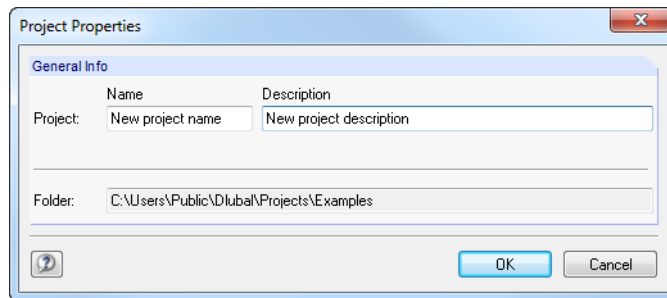 Project Properties
General Info
Name Description
Project: New project name New project description
Folder: C:\Users\Public\Dlubal\Projects\Examples
OK Cancel